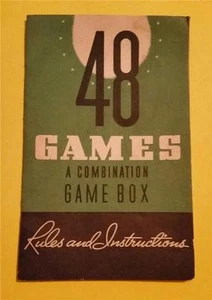 48
GAMES
A COMBINATION
GAME BOX
Rules and Instructions